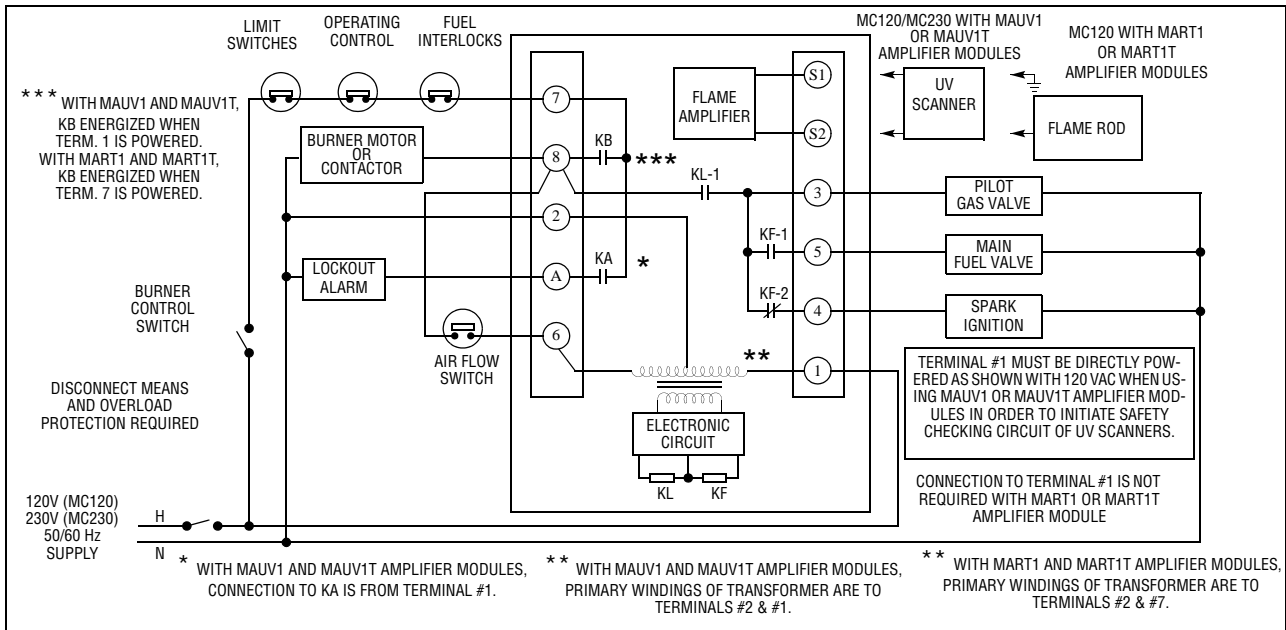 LIMIT
SWITCHES
OPERATING
CONTROL
FUEL
INTERLOCKS
MC120/MC230 WITH MAUV1
OR MAUV1T
AMPLIFIER MODULES
MC120 WITH MART1
OR MART1T
AMPLIFIER MODULES
*** WITH MAUV1 AND MAUV1T,
KB ENERGIZED WHEN
TERM. 1 IS POWERED.
WITH MART1 AND MART1T,
KB ENERGIZED WHEN
TERM. 7 IS POWERED.
7
FLAME
AMPLIFIER
S1
S2
UV
SCANNER
FLAME ROD
BURNER MOTOR
OR
CONTACTOR
8
KB
***
KL-1
3
PILOT
GAS VALVE
2
KF-1
5
MAIN
FUEL VALVE
LOCKOUT
ALARM
A
KA
*
KF-2
4
SPARK
IGNITION
BURNER
CONTROL
SWITCH
AIR FLOW
SWITCH
6
**
1
TERMINAL #1 MUST BE DIRECTLY POW-
ERED AS SHOWN WITH 120 VAC WHEN US-
ING MAUV1 OR MAUV1T AMPLIFIER MOD-
ULES IN ORDER TO INITIATE SAFETY
CHECKING CIRCUIT OF UV SCANNERS.
DISCONNECT MEANS
AND OVERLOAD
PROTECTION REQUIRED
ELECTRONIC
CIRCUIT
KL
KF
CONNECTION TO TERMINAL #1 IS NOT
REQUIRED WITH MART1 OR MART1T
AMPLIFIER MODULE
120V (MC120)
230V (MC230)
50/60 Hz
SUPPLY
H
N
* WITH MAUV1 AND MAUV1T AMPLIFIER MODULES,
CONNECTION TO KA IS FROM TERMINAL #1.
** WITH MAUV1 AND MAUV1T AMPLIFIER MODULES,
PRIMARY WINDINGS OF TRANSFORMER ARE TO
TERMINALS #2 & #1.
** WITH MART1 AND MART1T AMPLIFIER MODULES,
PRIMARY WINDINGS OF TRANSFORMER ARE TO
TERMINALS #2 & #7.